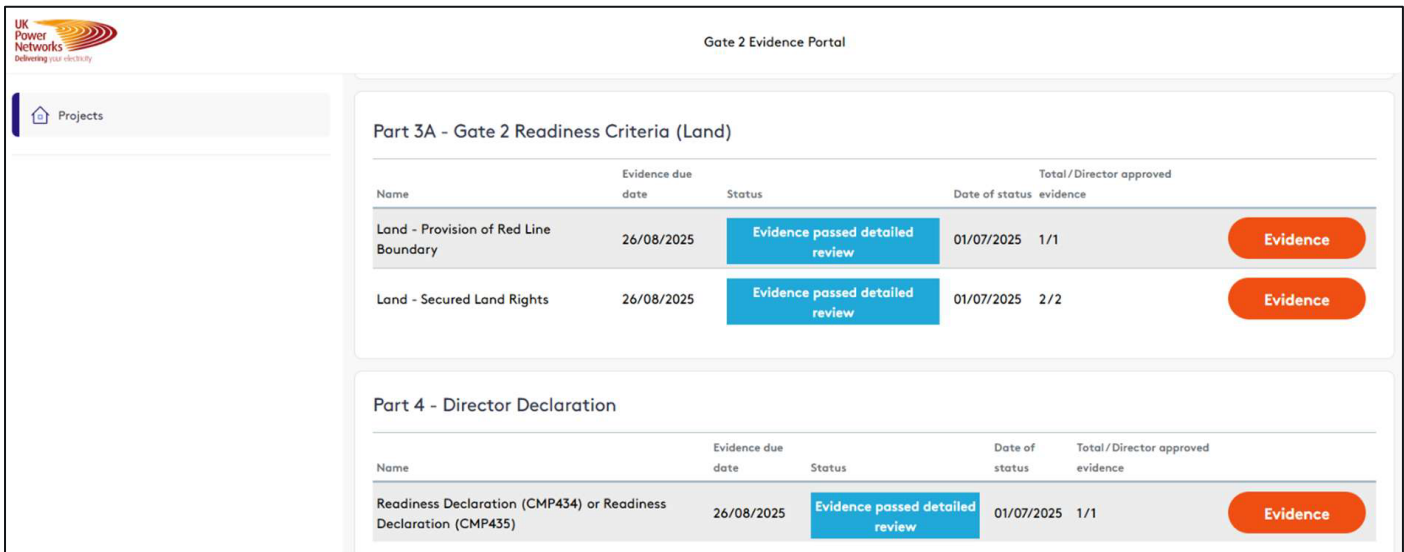 UK
Power
Networks
Delivering your electricity
Gate 2 Evidence Portal
Projects
Part 3A - Gate 2 Readiness Criteria (Land)
Name
Evidence due
date
Status
Date of status
Total/Director approved
evidence
Land - Provision of Red Line
Boundary
26/08/2025
Evidence passed detailed
review
01/07/2025
1/1
Evidence
Land - Secured Land Rights
26/08/2025
Evidence passed detailed
review
01/07/2025
2/2
Evidence
Part 4 - Director Declaration
Name
Evidence due
date
Status
Date of
status
Total/Director approved
evidence
Readiness Declaration (CMP434) or Readiness
Declaration (CMP435)
26/08/2025
Evidence passed detailed
review
01/07/2025
1/1
Evidence